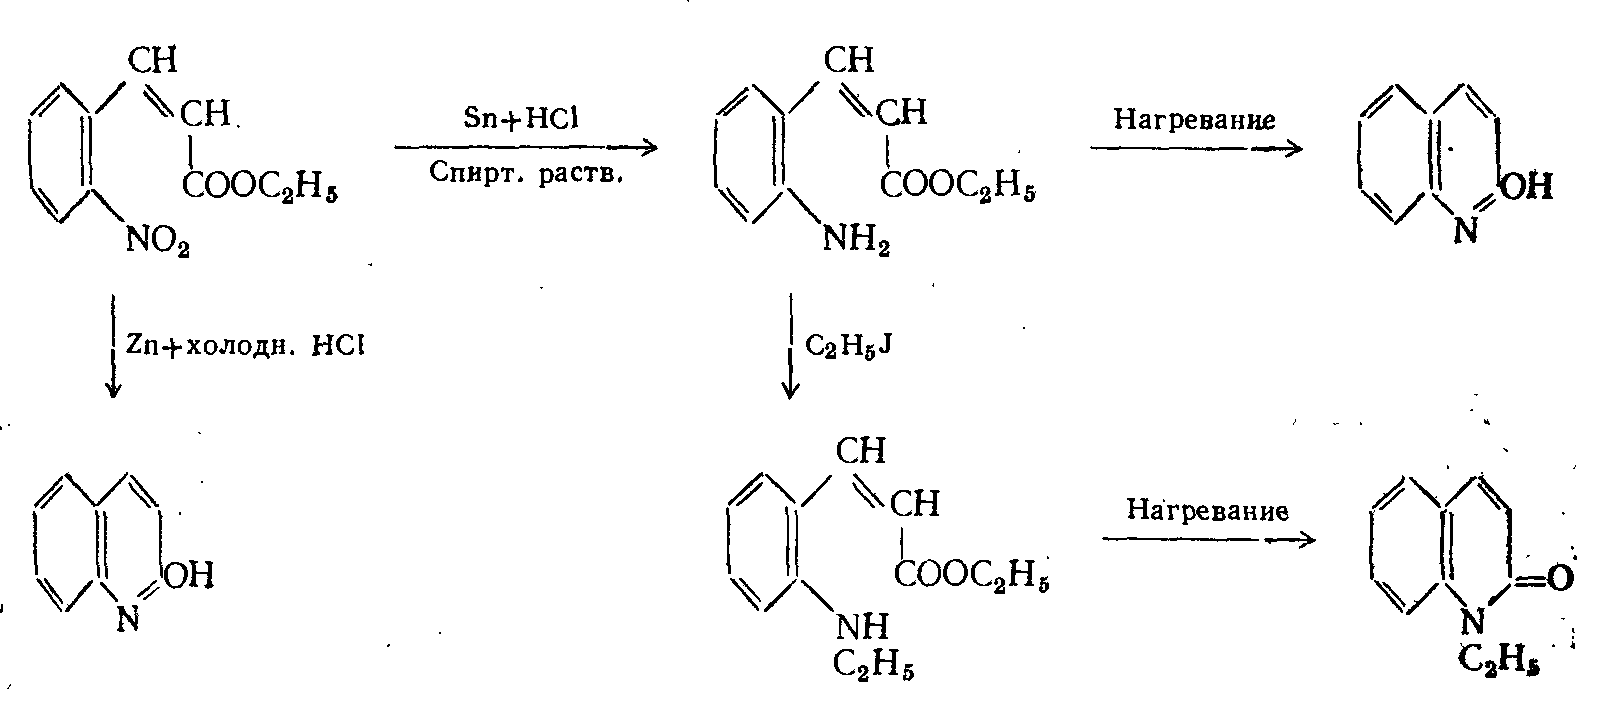 CH
CH
COOC₂H₅
NO₂
Sn+HCl
Спирт. раств.
CH
CH
COOC₂H₅
NH₂
Нагревание
OH
N
Zn+холодн. HCl
C₂H₅J
OH
N
CH
CH
COOC₂H₅
NH
C₂H₅
Нагревание
=O
N
C₂H₅